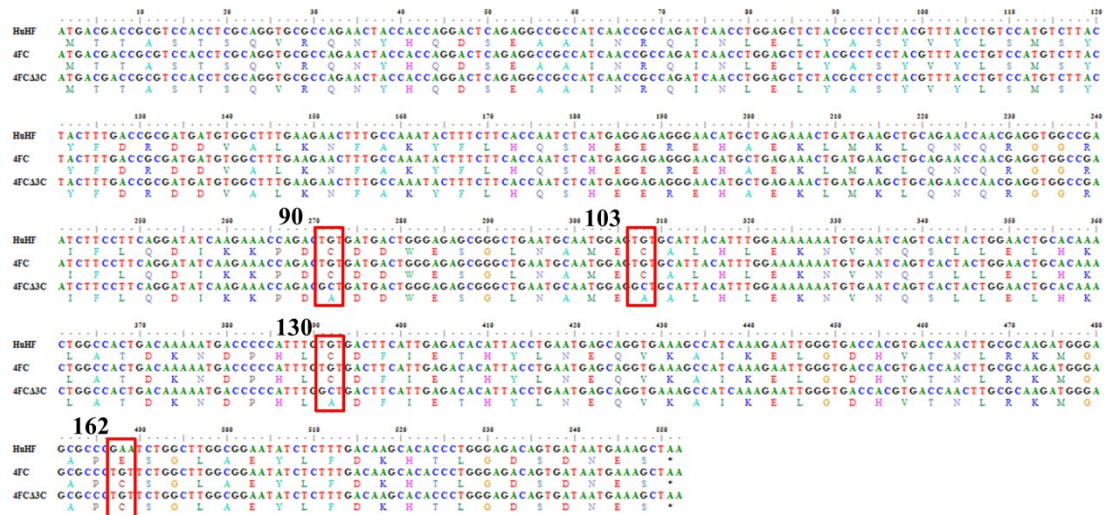 10 20 30 40 50 60 70 80 90 100 110 120
HuHF ATGACGACCGCGTCCACCTCGCAGGTGCGCCAGAACTACCACCAGGACTCAGAGGCCGCCATCAACCGCCAGATCAACCTGGAGCTCTACGCCTCCTACGTTTACCTGTCCATGTCTTAC
M T T A S T S Q V R Q N Y H Q D S E A A I N R Q I N L E L Y A S Y V Y L S M S Y
4FC ATGACGACCGCGTCCACCTCGCAGGTGCGCCAGAACTACCACCAGGACTCAGAGGCCGCCATCAACCGCCAGATCAACCTGGAGCTCTACGCCTCCTACGTTTACCTGTCCATGTCTTAC
M T T A S T S Q V R Q N Y H Q D S E A A I N R Q I N L E L Y A S Y V Y L S M S Y
4FCΔ3C ATGACGACCGCGTCCACCTCGCAGGTGCGCCAGAACTACCACCAGGACTCAGAGGCCGCCATCAACCGCCAGATCAACCTGGAGCTCTACGCCTCCTACGTTTACCTGTCCATGTCTTAC
M T T A S T S Q V R Q N Y H Q D S E A A I N R Q I N L E L Y A S Y V Y L S M S Y
130 140 150 160 170 180 190 200 210 220 230 240
HuHF TACTTTGACCGCGATGATGTGGCTTTGAAGAACTTTGCCAAATACTTTCTTCACCAATCTCATGAGGAGAGGGAACATGCTGAGAAACTGATGAAGCTGCAGAACCAACGAGGTGGCCGA
Y F D R D D V A L K N F A K Y F L H Q S H E E R E H A E K L M K L Q N Q R G G R
4FC TACTTTGACCGCGATGATGTGGCTTTGAAGAACTTTGCCAAATACTTTCTTCACCAATCTCATGAGGAGAGGGAACATGCTGAGAAACTGATGAAGCTGCAGAACCAACGAGGTGGCCGA
Y F D R D D V A L K N F A K Y F L H Q S H E E R E H A E K L M K L Q N Q R G G R
4FCΔ3C TACTTTGACCGCGATGATGTGGCTTTGAAGAACTTTGCCAAATACTTTCTTCACCAATCTCATGAGGAGAGGGAACATGCTGAGAAACTGATGAAGCTGCAGAACCAACGAGGTGGCCGA
Y F D R D D V A L K N F A K Y F L H Q S H E E R E H A E K L M K L Q N Q R G G R
90 103
250 260 270 280 290 300 310 320 330 340 350 360
HuHF ATCTTCCTTCAGGATATCAAGAAACCAGACTGTGATGACTGGGAGAGCGGGCTGAATGCAATGGAGTGTGCATTACATTTGGAAAAAAATGTGAATCAGTCACTACTGGAACTGCACAAA
I F L Q D I K K P D C D D W E S G L N A M E C A L H L E K N V N Q S L L E L H K
4FC ATCTTCCTTCAGGATATCAAGAAACCAGACTGTGATGACTGGGAGAGCGGGCTGAATGCAATGGAGTGTGCATTACATTTGGAAAAAAATGTGAATCAGTCACTACTGGAACTGCACAAA
I F L Q D I K K P D C D D W E S G L N A M E C A L H L E K N V N Q S L L E L H K
4FCΔ3C ATCTTCCTTCAGGATATCAAGAAACCAGACGCTGATGACTGGGAGAGCGGGCTGAATGCAATGGAGGCTGCATTACATTTGGAAAAAAATGTGAATCAGTCACTACTGGAACTGCACAAA
I F L Q D I K K P D A D D W E S G L N A M E A A L H L E K N V N Q S L L E L H K
130
370 380 390 400 410 420 430 440 450 460 470 480
HuHF CTGGCCACTGACAAAAATGACCCCCATTTGTGTGACTTCATTGAGACACATTACCTGAATGAGCAGGTGAAAGCCATCAAAGAATTGGGTGACCACGTGACCAACTTGCGCAAGATGGGA
L A T D K N D P H L C D F I E T H Y L N E Q V K A I K E L G D H V T N L R K M G
4FC CTGGCCACTGACAAAAATGACCCCCATTTGTGTGACTTCATTGAGACACATTACCTGAATGAGCAGGTGAAAGCCATCAAAGAATTGGGTGACCACGTGACCAACTTGCGCAAGATGGGA
L A T D K N D P H L C D F I E T H Y L N E Q V K A I K E L G D H V T N L R K M G
4FCΔ3C CTGGCCACTGACAAAAATGACCCCCATTTGGCTGACTTCATTGAGACACATTACCTGAATGAGCAGGTGAAAGCCATCAAAGAATTGGGTGACCACGTGACCAACTTGCGCAAGATGGGA
L A T D K N D P H L A D F I E T H Y L N E Q V K A I K E L G D H V T N L R K M G
162
490 500 510 520 530 540 550
HuHF GCGCCCGAATCTGGCTTGGCGGAATATCTCTTTGACAAGCACACCCTGGGAGACAGTGATAATGAAAGCTAA
A P E S G L A E Y L F D K H T L G D S D N E S *
4FC GCGCCCTGTTCTGGCTTGGCGGAATATCTCTTTGACAAGCACACCCTGGGAGACAGTGATAATGAAAGCTAA
A P C S G L A E Y L F D K H T L G D S D N E S *
4FCΔ3C GCGCCCTGTTCTGGCTTGGCGGAATATCTCTTTGACAAGCACACCCTGGGAGACAGTGATAATGAAAGCTAA
A P C S G L A E Y L F D K H T L G D S D N E S *